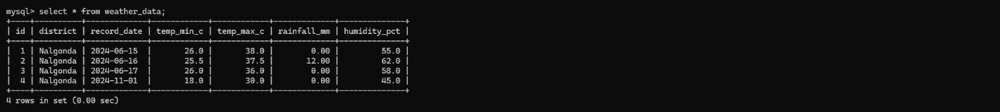 mysql> select * from weather_data;
+----+----------+-------------+------------+------------+-------------+--------------+
| id | district | record_date | temp_min_c | temp_max_c | rainfall_mm | humidity_pct |
+----+----------+-------------+------------+------------+-------------+--------------+
|  1 | Nalgonda | 2024-06-15  |       26.0 |       38.0 |        0.00 |         55.0 |
|  2 | Nalgonda | 2024-06-16  |       25.5 |       37.5 |       12.00 |         62.0 |
|  3 | Nalgonda | 2024-06-17  |       26.0 |       36.0 |        0.00 |         58.0 |
|  4 | Nalgonda | 2024-11-01  |       18.0 |       30.0 |        0.00 |         45.0 |
+----+----------+-------------+------------+------------+-------------+--------------+
4 rows in set (0.00 sec)